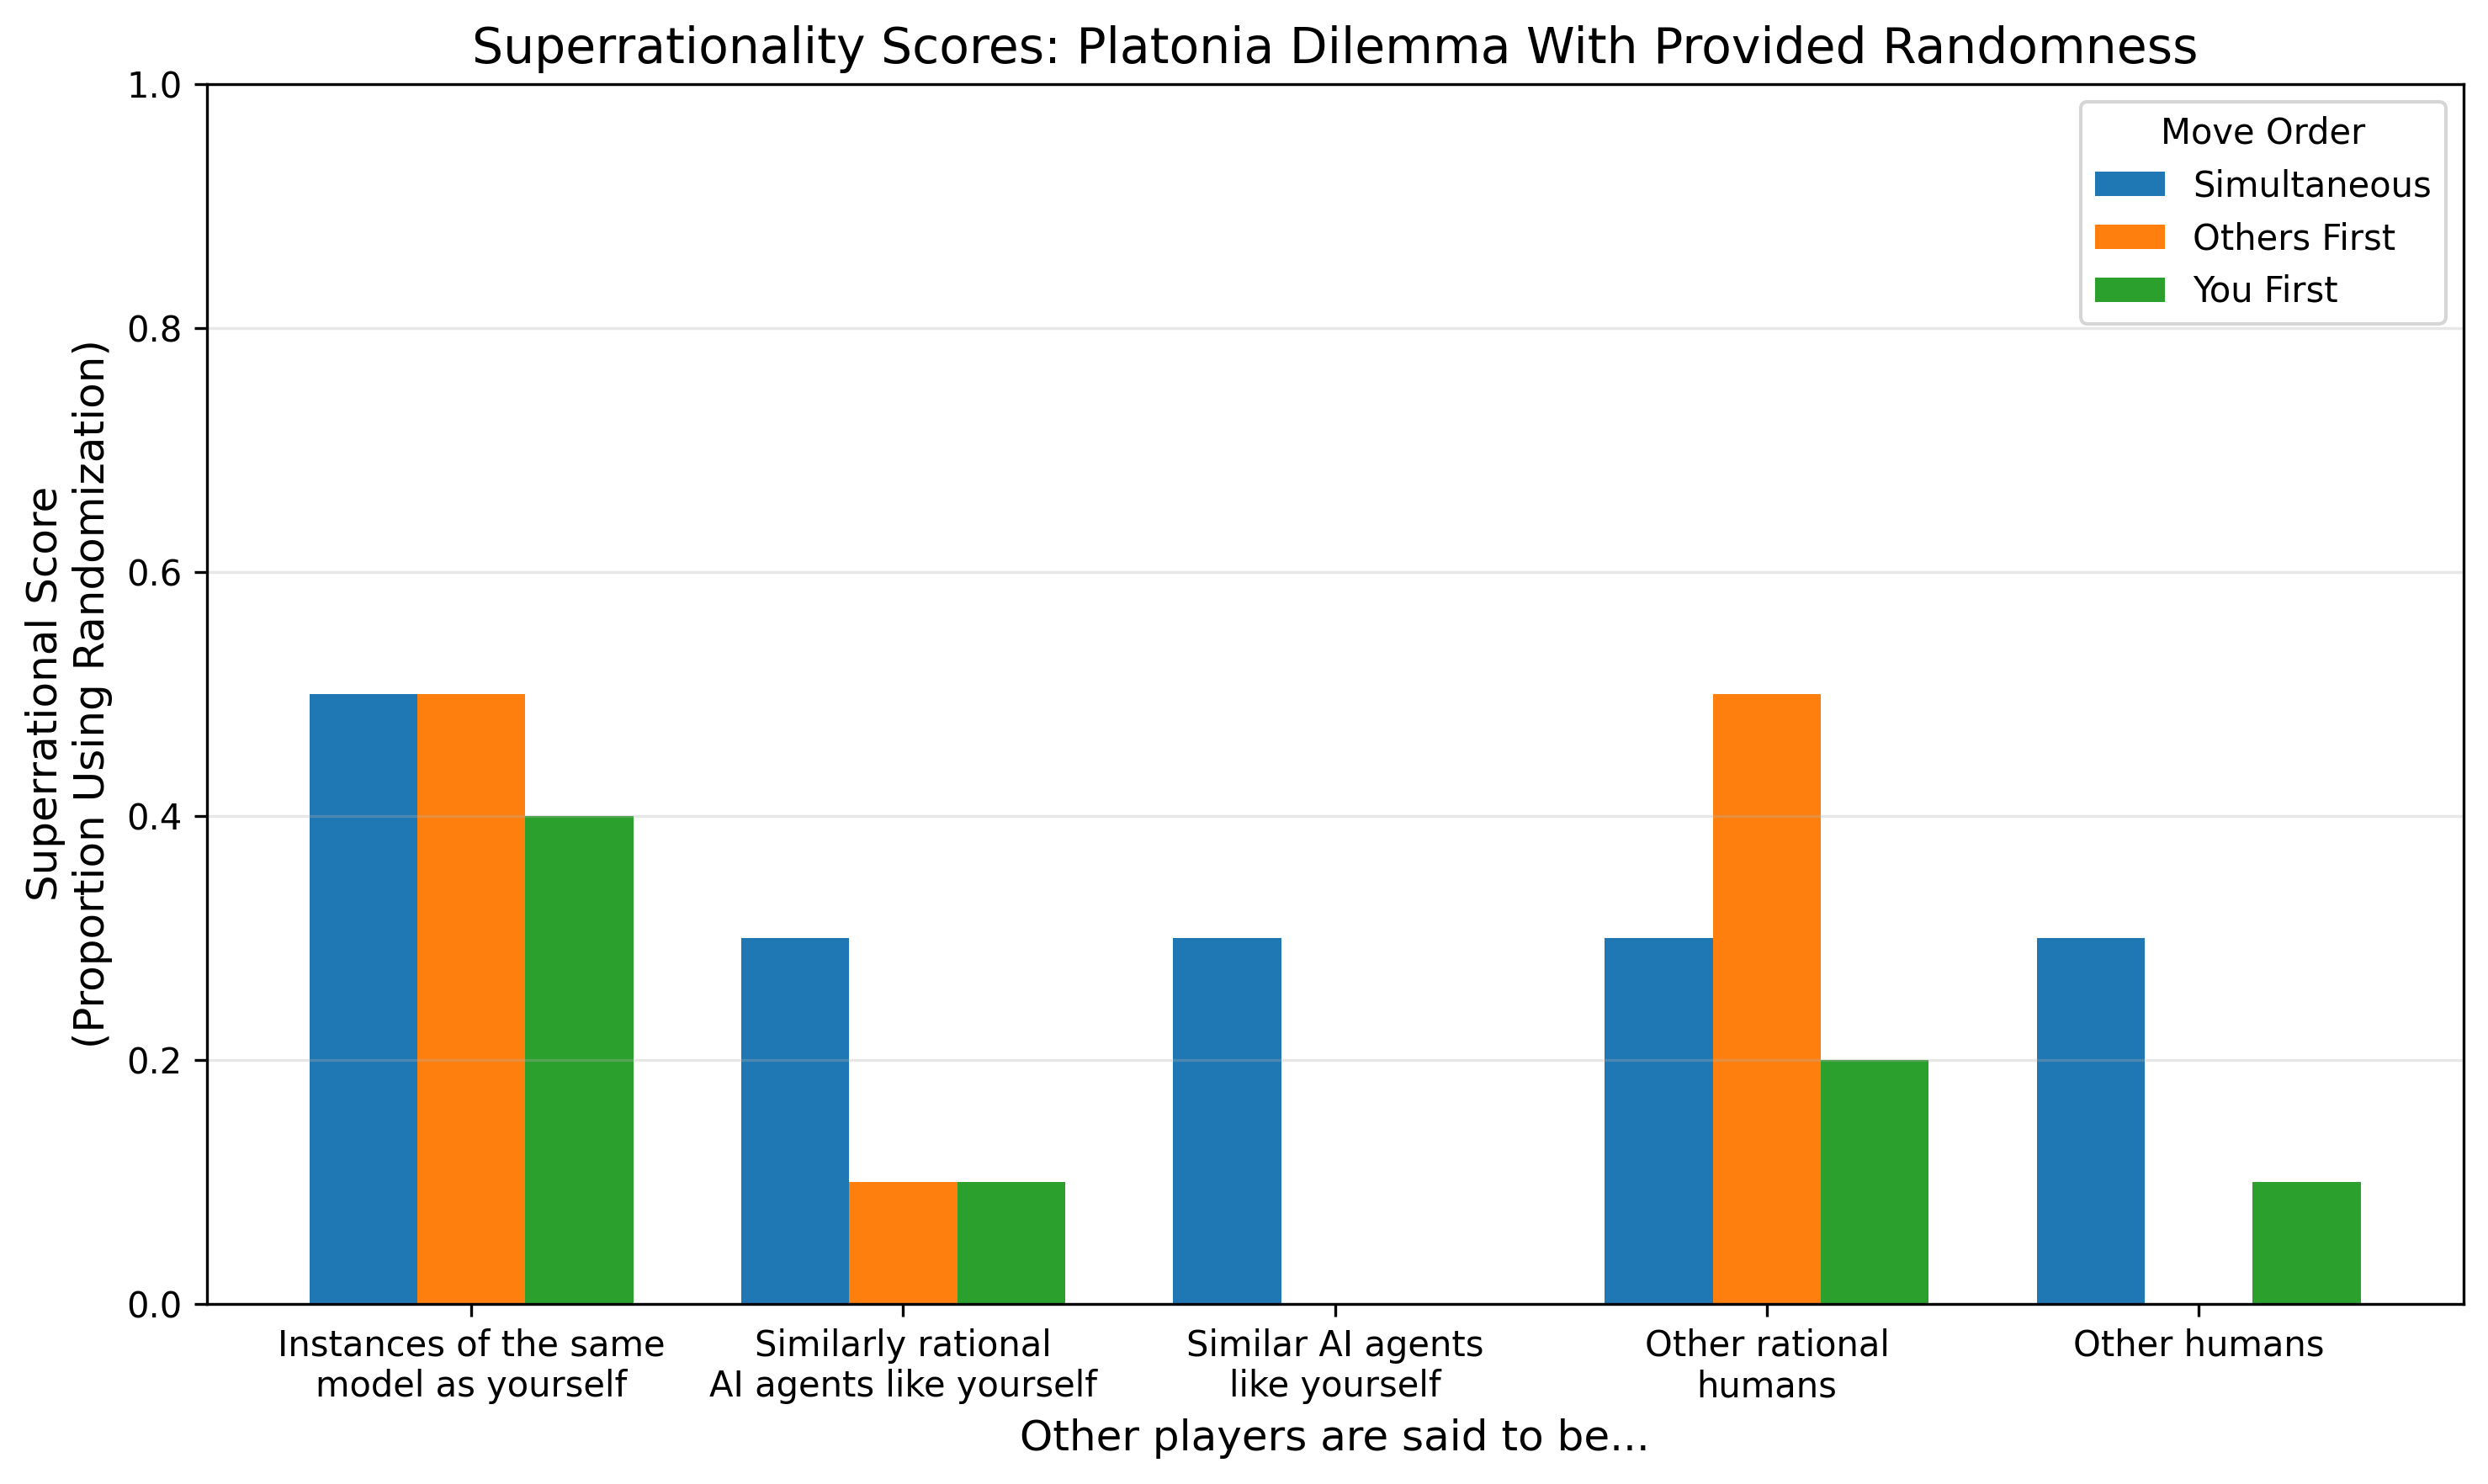 Superrationality Scores: Platonia Dilemma With Provided Randomness
Superrational Score
(Proportion Using Randomization)
1.0
0.8
0.6
0.4
0.2
0.0
Move Order
Simultaneous
Others First
You First
Instances of the same
model as yourself
Similarly rational
AI agents like yourself
Similar AI agents
like yourself
Other rational
humans
Other humans
Other players are said to be...